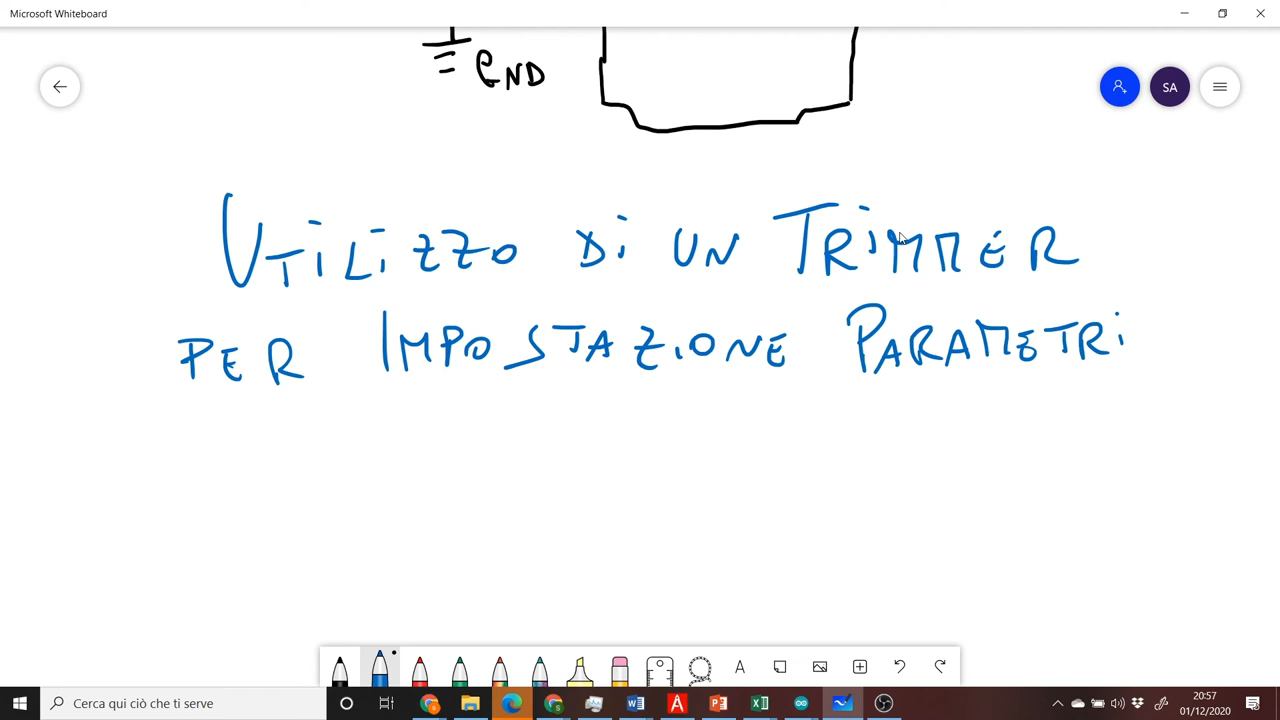 Microsoft Whiteboard
GND
SA
UTiLiZZO Di UN TRiMMER
PER IMPOSTAZIONE PARAMETRi
A
Cerca qui ciò che ti serve
20:57
01/12/2020